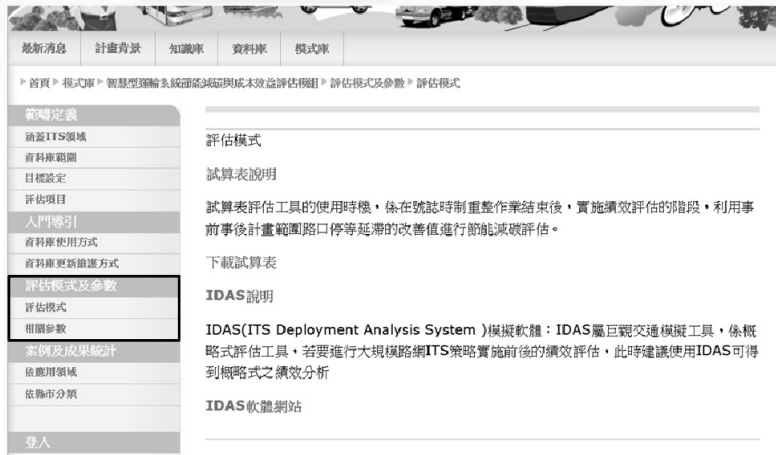 最新消息 計畫背景 知識庫 資料庫 模式庫
首頁 模式庫 智慧型運輸系統節能減碳與成本效益評估模組 評估模式及參數 評估模式
範疇定義
涵蓋ITS領域
資料庫範圍
目標設定
評估項目
入門導引
資料庫使用方式
資料庫更新維護方式
評估模式及參數
評估模式
相關參數
案例及成果統計
依應用領域
依縣市分類
登入
評估模式
試算表說明
試算表評估工具的使用時機，係在號誌時制重整作業結束後，實施績效評估的階段，利用事
前事後計畫範圍路口停等延滯的改善值進行節能減碳評估。
下載試算表
IDAS說明
IDAS(ITS Deployment Analysis System )模擬軟體：IDAS屬巨觀交通模擬工具，係概
略式評估工具，若要進行大規模路網ITS策略實施前後的績效評估，此時建議使用IDAS可得
到概略式之績效分析
IDAS軟體網站